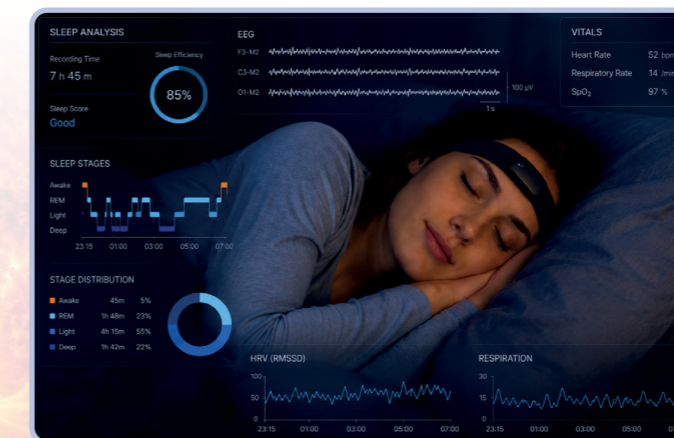 SLEEP ANALYSIS
Recording Time
7 h 45 m
Sleep Efficiency
85%
Sleep Score
Good
EEG
F3-M2
C3-M2
O1-M2
100 µV
1 s
VITALS
Heart Rate 52 bpm
Respiratory Rate 14 /min
SpO₂ 97 %
SLEEP STAGES
Awake
REM
Light
Deep
23:15 01:00 03:00 05:00 07:00
STAGE DISTRIBUTION
Awake 45m 5%
REM 1h 48m 23%
Light 4h 15m 55%
Deep 1h 42m 22%
HRV (RMSSD)
100
50
0
23:15 01:00 03:00 05:00 07:00
RESPIRATION
30
15
0
23:15 01:00 03:00 05:00